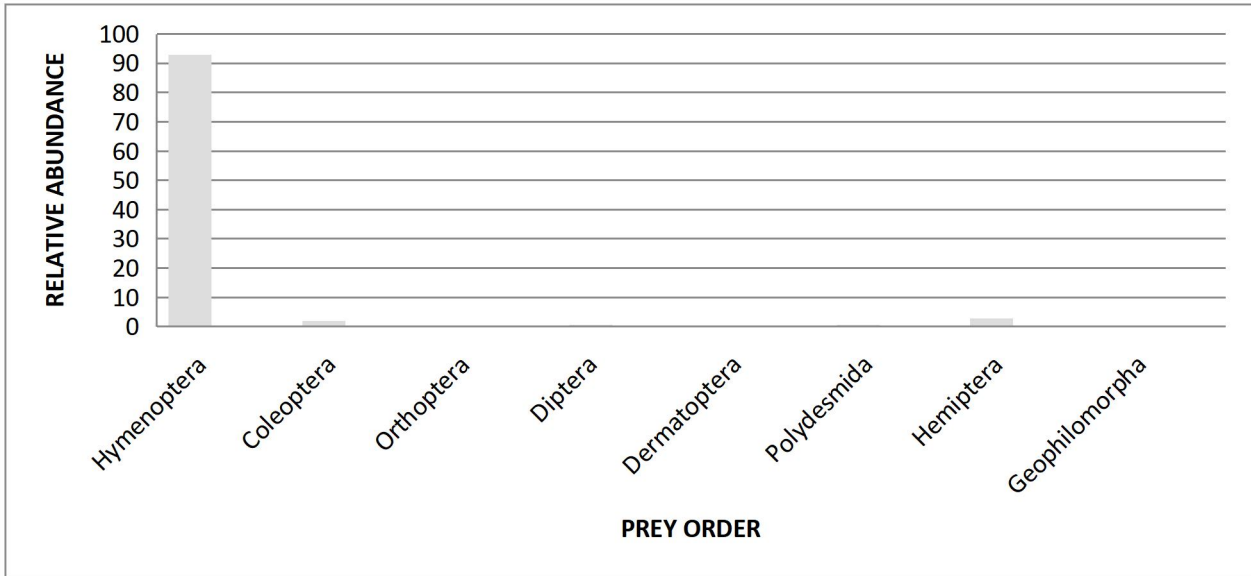 RELATIVE ABUNDANCE
100
90
80
70
60
50
40
30
20
10
0
Hymenoptera
Coleoptera
Orthoptera
Diptera
Dermatoptera
Polydesmida
Hemiptera
Geophilomorpha
PREY ORDER